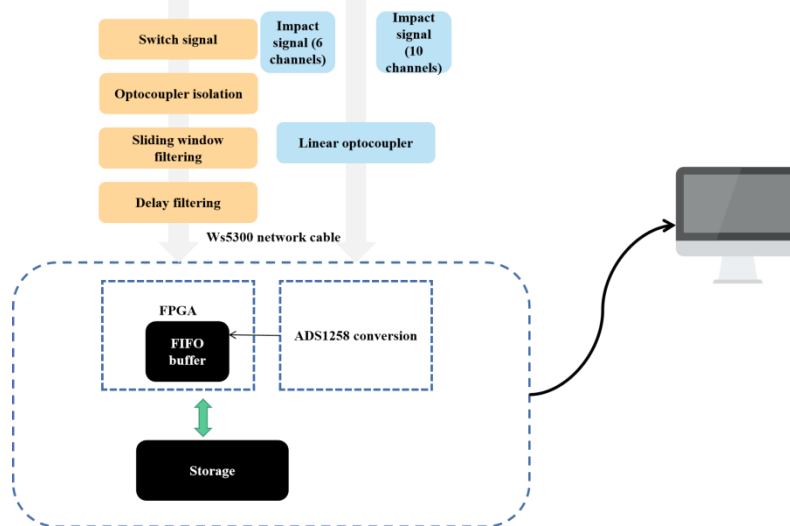 Switch signal
Impact
signal (6
channels)
Impact
signal
(10
channels)
Optocoupler isolation
Sliding window
filtering
Linear optocoupler
Delay filtering
Ws5300 network cable
FPGA
FIFO
buffer
ADS1258 conversion
Storage